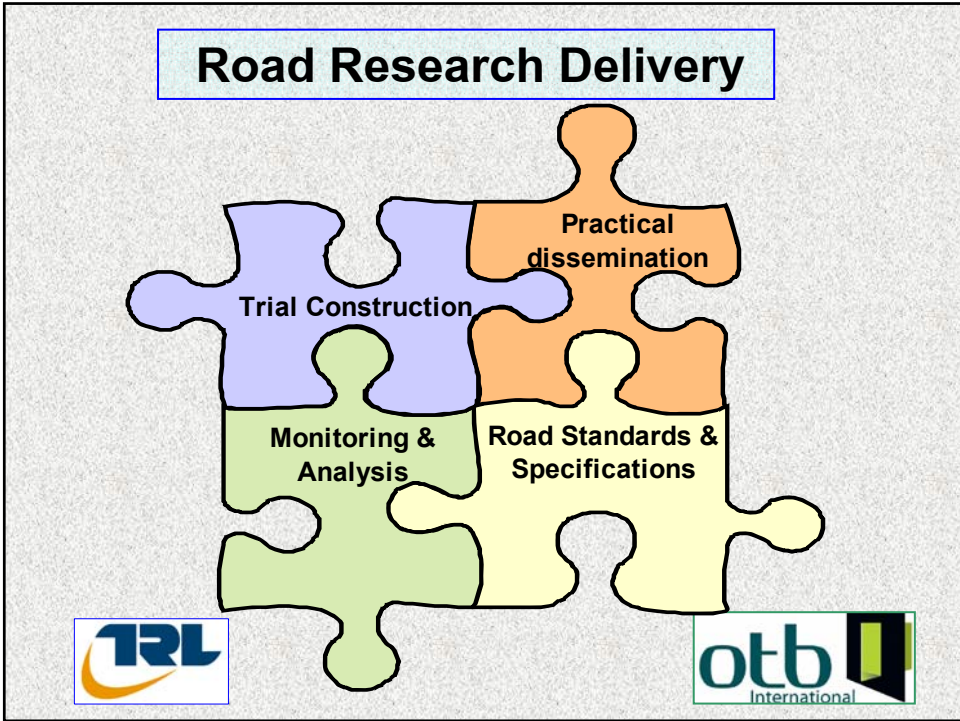 Road Research Delivery
Practical
dissemination
Trial Construction
Monitoring &
Analysis
Road Standards &
Specifications
TRL
otb
International